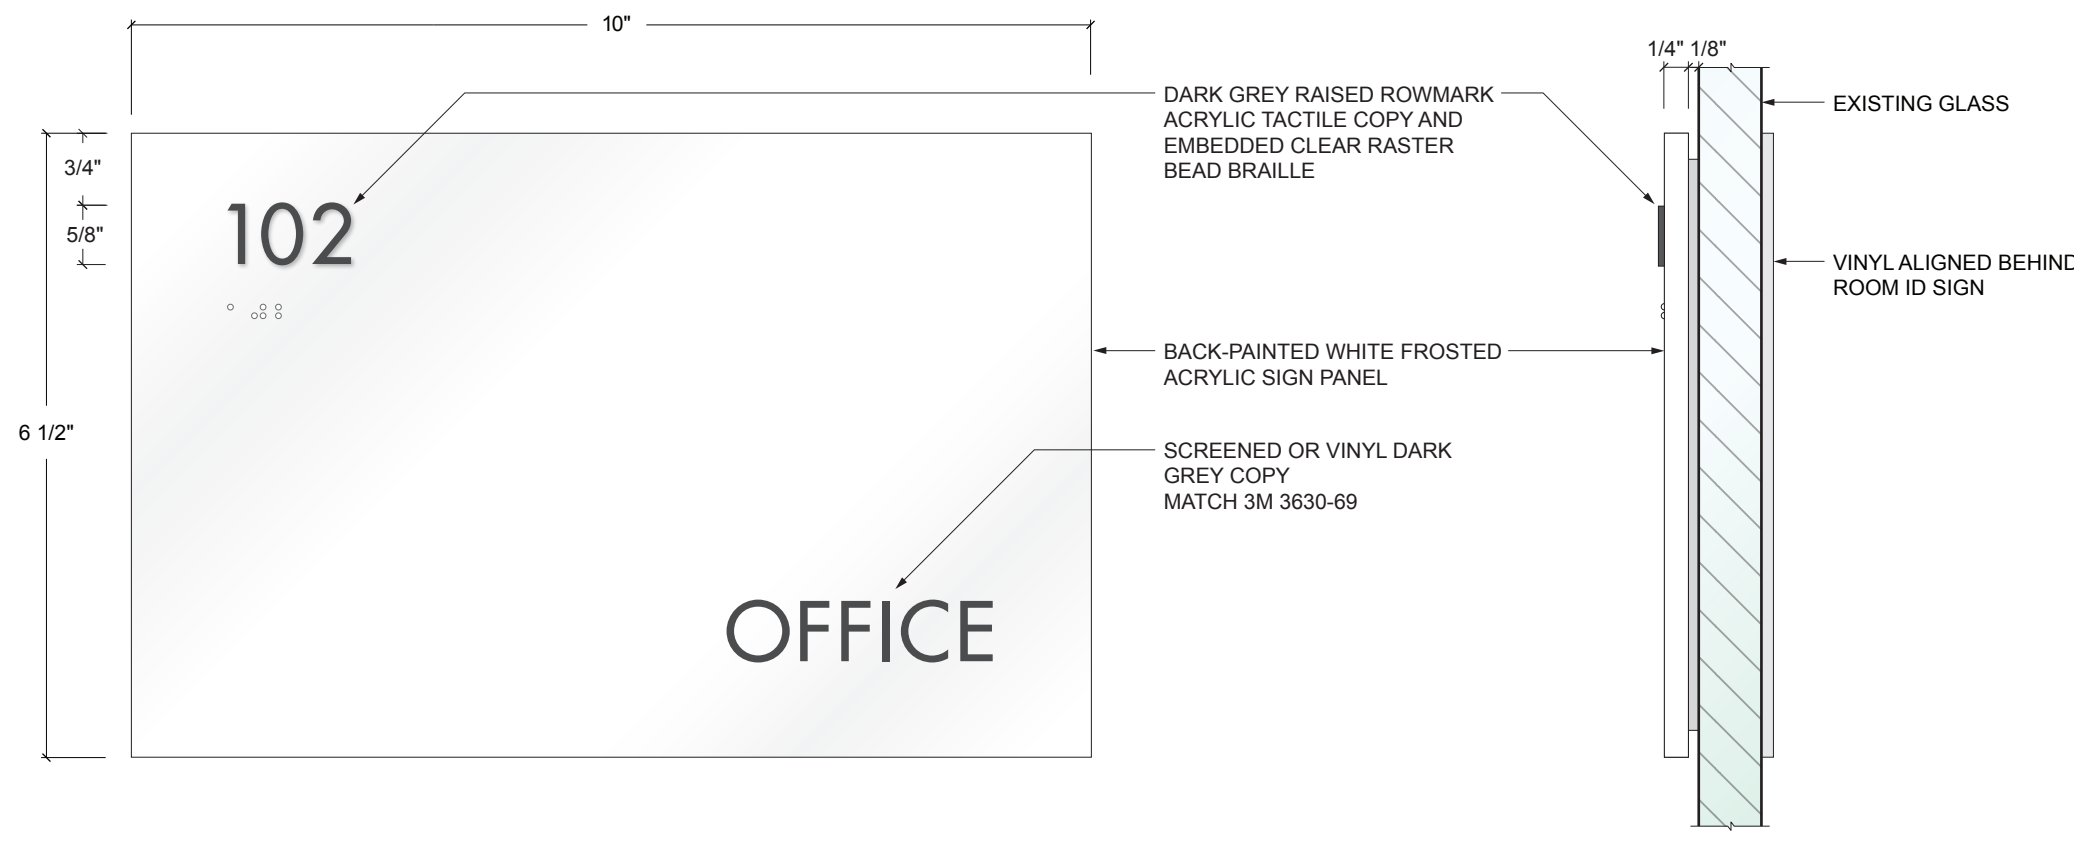 10"
1/4" 1/8"
DARK GREY RAISED ROWMARK
ACRYLIC TACTILE COPY AND
EMBEDDED CLEAR RASTER
BEAD BRAILLE
EXISTING GLASS
3/4"
5/8"
102
VINYL ALIGNED BEHIND
ROOM ID SIGN
BACK-PAINTED WHITE FROSTED
ACRYLIC SIGN PANEL
6 1/2"
SCREENED OR VINYL DARK
GREY COPY
MATCH 3M 3630-69
OFFICE